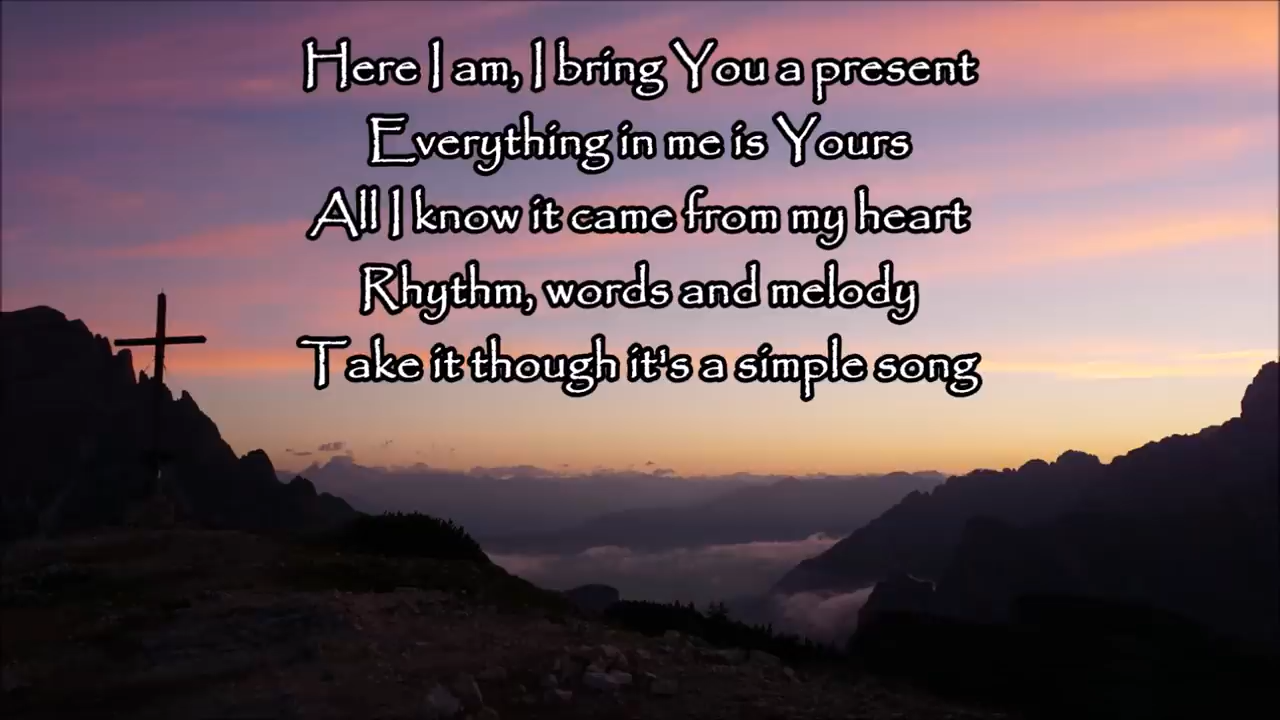 Here I am, I bring You a present
Everything in me is Yours
All I know it came from my heart
Rhythm, words and melody
Take it though it's a simple song